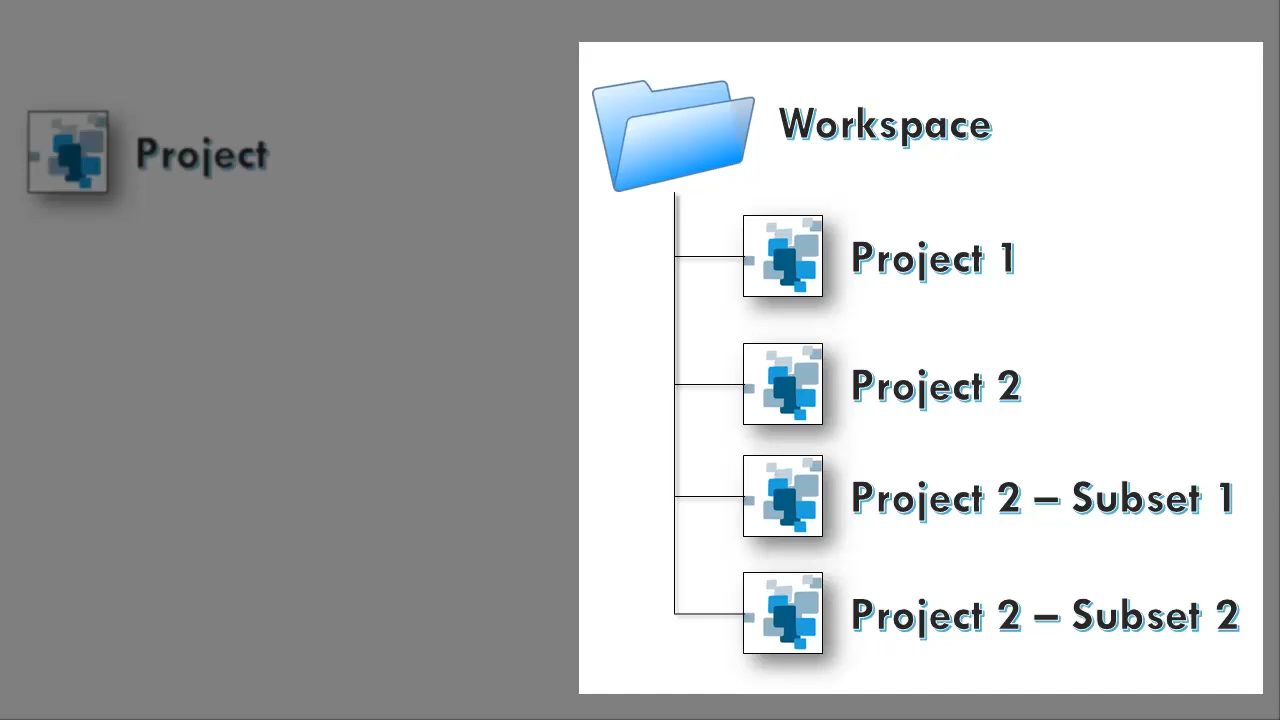 Project
Workspace
Project 1
Project 2
Project 2 – Subset 1
Project 2 – Subset 2